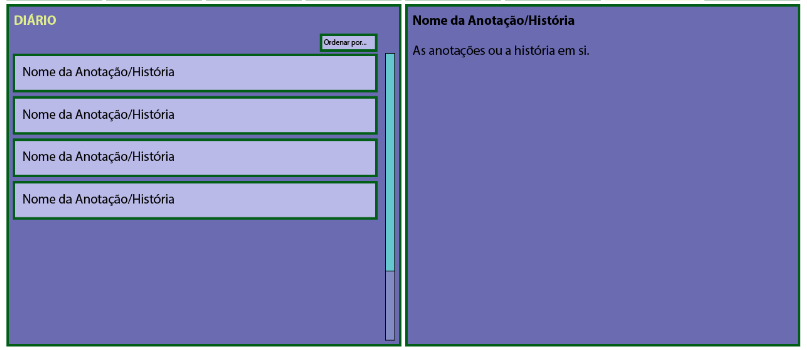 DIÁRIO
Ordenar por...
Nome da Anotação/História
Nome da Anotação/História
Nome da Anotação/História
Nome da Anotação/História
Nome da Anotação/História
As anotações ou a história em si.